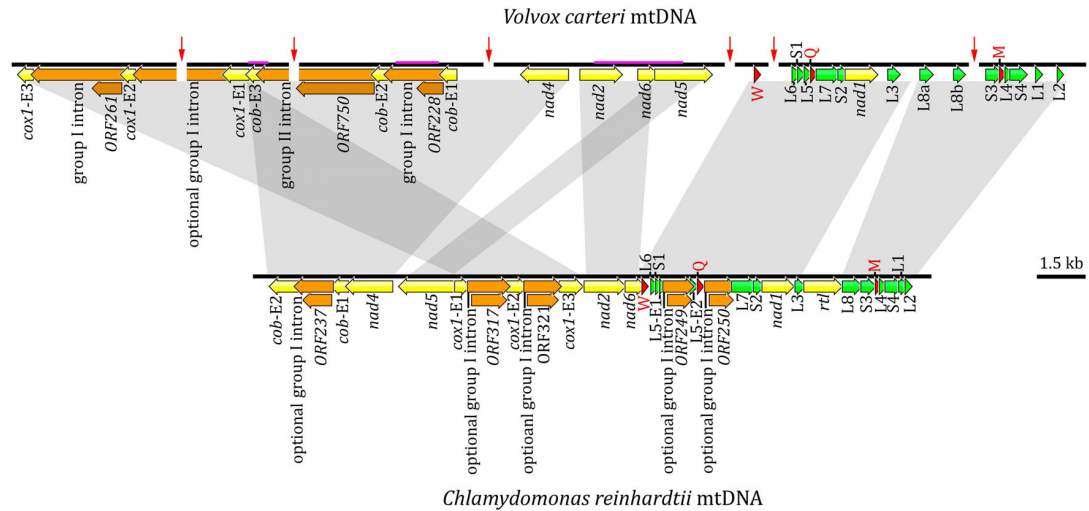 Volvox carteri mtDNA
cox1-E3
group I intron
ORF261
cox1-E2
optional group I intron
cox1-E1
cob-E3
group II intron
ORF750
cob-E2
group I intron
ORF228
cob-E1
nad4
nad2
nad6
nad5
W
L6
S1
L5
Q
L7
S2
nad1
L3
L8a
L8b
S3
M
L4
S4
L1
L2
1.5 kb
cob-E2
optional group I intron
ORF237
cob-E1
nad4
nad5
cox1-E1
optional group I intron
ORF317
cox1-E2
optioanl group I intron
ORF321
cox1-E3
nad2
nad6
W
L6
S1
L5-E1
optional group I intron
ORF249
L5-E2
Q
optional group I intron
ORF250
L7
S2
nad1
L3
rtl
L8
S3
M
L4
S4
L1
L2
Chlamydomonas reinhardtii mtDNA